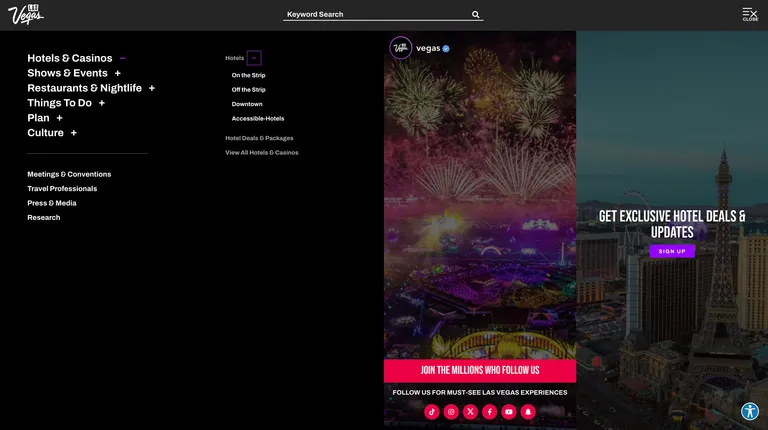 LAS
Vegas
Keyword Search
CLOSE
Hotels & Casinos
Shows & Events
Restaurants & Nightlife
Things To Do
Plan
Culture
Meetings & Conventions
Travel Professionals
Press & Media
Research
Hotels
On the Strip
Off the Strip
Downtown
Accessible-Hotels
Hotel Deals & Packages
View All Hotels & Casinos
vegas
JOIN THE MILLIONS WHO FOLLOW US
FOLLOW US FOR MUST-SEE LAS VEGAS EXPERIENCES
GET EXCLUSIVE HOTEL DEALS &
UPDATES
SIGN UP